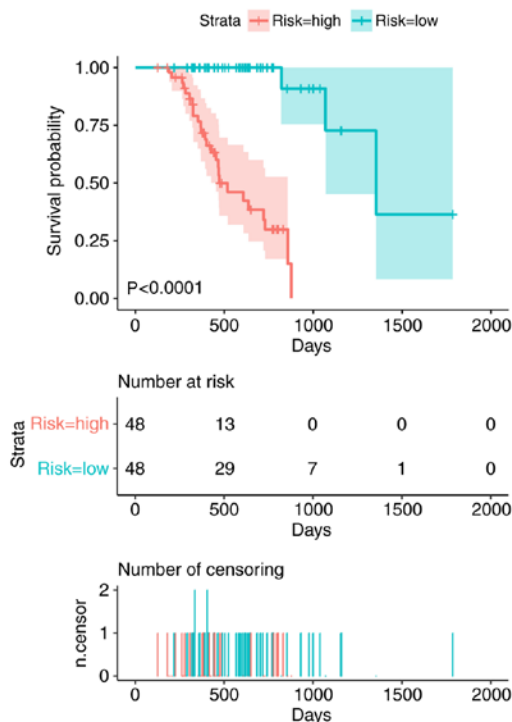 Strata Risk=high Risk=low
1.00
0.75
0.50
0.25
0.00
Survival probability
P<0.0001
0 500 1000 1500 2000
Days
Number at risk
Strata
Risk=high 48 13 0 0 0
Risk=low 48 29 7 1 0
0 500 1000 1500 2000
Days
Number of censoring
n.censor
2
1
0
0 500 1000 1500 2000
Days